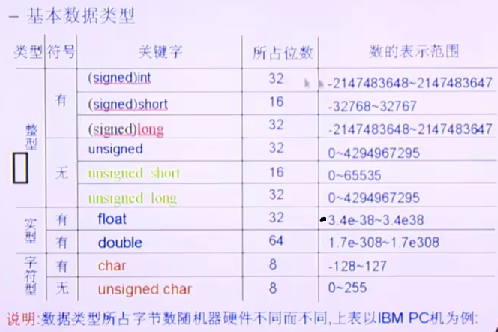 – 基本数据类型
类型 符号 关键字 所占位数 数的表示范围
整型 有 (signed)int 32 -2147483648~2147483647
(signed)short 16 -32768~32767
(signed)long 32 -2147483648~2147483647
无 unsigned 32 0~4294967295
unsigned short 16 0~65535
unsigned long 32 0~4294967295
实型 有 float 32 3.4e-38~3.4e38
有 double 64 1.7e-308~1.7e308
字符型 有 char 8 -128~127
无 unsigned char 8 0~255
说明:数据类型所占字节数随机器硬件不同而不同,上表以IBM PC机为例: